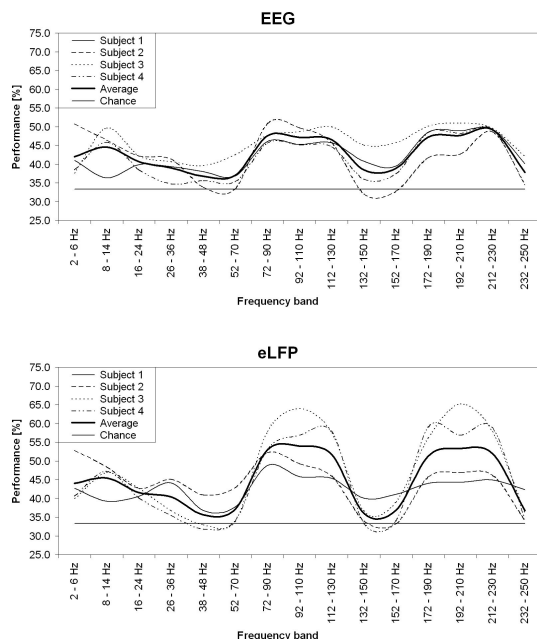 EEG
75.0
70.0
65.0
60.0
55.0
50.0
45.0
40.0
35.0
30.0
25.0
Performance [%]
Subject 1
Subject 2
Subject 3
Subject 4
Average
Chance
2 - 6 Hz
8 - 14 Hz
16 - 24 Hz
26 - 36 Hz
38 - 48 Hz
52 - 70 Hz
72 - 90 Hz
92 - 110 Hz
112 - 130 Hz
132 - 150 Hz
152 - 170 Hz
172 - 190 Hz
192 - 210 Hz
212 - 230 Hz
232 - 250 Hz
Frequency band
eLFP
75.0
70.0
65.0
60.0
55.0
50.0
45.0
40.0
35.0
30.0
25.0
Performance [%]
Subject 1
Subject 2
Subject 3
Subject 4
Average
Chance
2 - 6 Hz
8 - 14 Hz
16 - 24 Hz
26 - 36 Hz
38 - 48 Hz
52 - 70 Hz
72 - 90 Hz
92 - 110 Hz
112 - 130 Hz
132 - 150 Hz
152 - 170 Hz
172 - 190 Hz
192 - 210 Hz
212 - 230 Hz
232 - 250 Hz
Frequency band